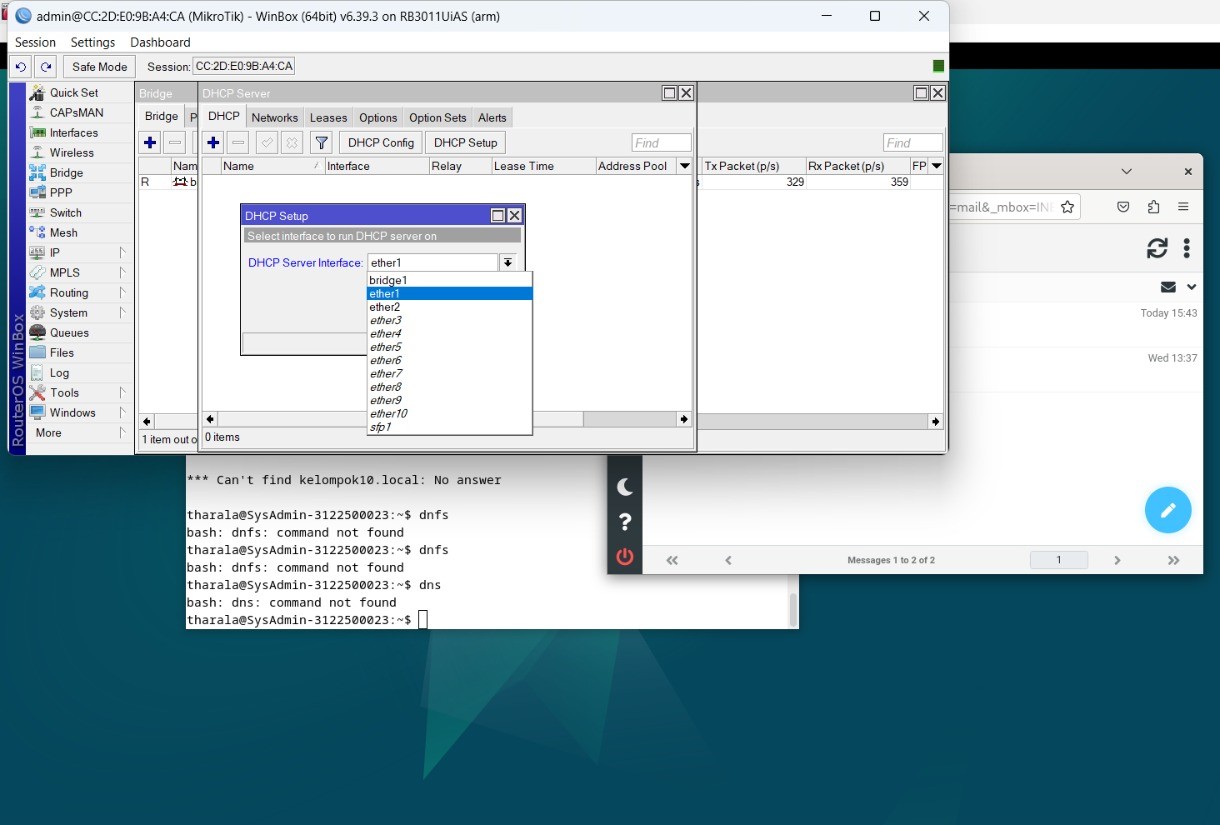 admin@CC:2D:E0:9B:A4:CA (MikroTik) - WinBox (64bit) v6.39.3 on RB3011UiAS (arm)
Session Settings Dashboard
Safe Mode Session: CC:2D:E0:9B:A4:CA
Quick Set
CAPsMAN
Interfaces
Wireless
Bridge
PPP
Switch
Mesh
IP
MPLS
Routing
System
Queues
Files
Log
Tools
Windows
More
RouterOS WinBox
Bridge
Bridge P
Nam
R b
1 item out o
DHCP Server
DHCP Networks Leases Options Option Sets Alerts
DHCP Config DHCP Setup Find
Name Interface Relay Lease Time Address Pool
DHCP Setup
Select interface to run DHCP server on
DHCP Server Interface: ether1
bridge1
ether1
ether2
ether3
ether4
ether5
ether6
ether7
ether8
ether9
ether10
sfp1
0 items
Find
Tx Packet (p/s) Rx Packet (p/s) FP
329 359
=mail&_mbox=IN
Today 15:43
Wed 13:37
Messages 1 to 2 of 2 1
*** Can't find kelompok10.local: No answer
tharala@SysAdmin-3122500023:~$ dnfs
bash: dnfs: command not found
tharala@SysAdmin-3122500023:~$ dnfs
bash: dnfs: command not found
tharala@SysAdmin-3122500023:~$ dns
bash: dns: command not found
tharala@SysAdmin-3122500023:~$